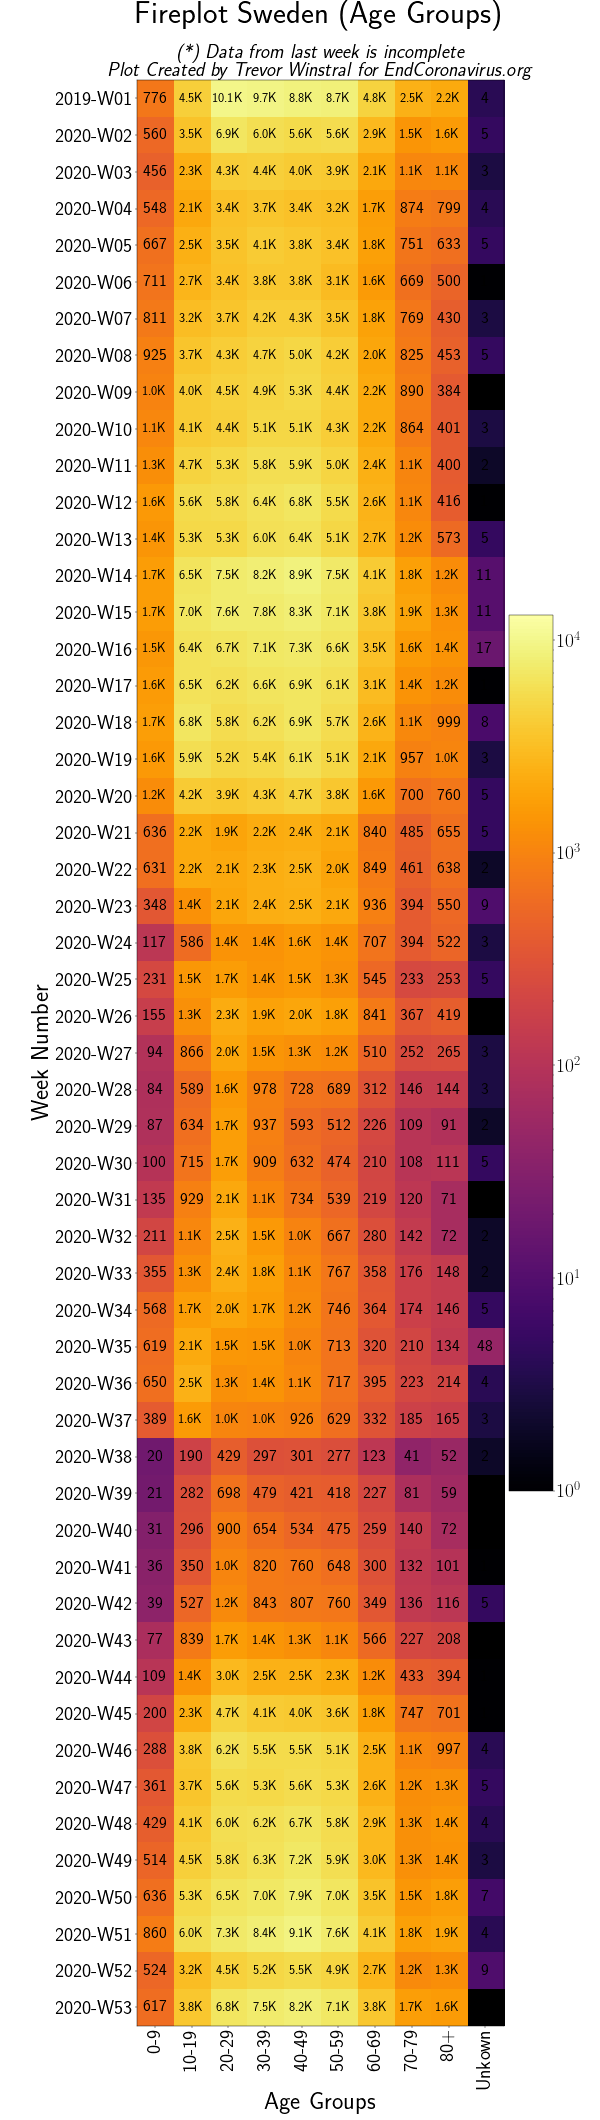 Fireplot Sweden (Age Groups)
(*) Data from last week is incomplete
Plot Created by Trevor Winstral for EndCoronavirus.org
2019-W01 776 4.5K 10.1K 9.7K 8.8K 8.7K 4.8K 2.5K 2.2K 4
2020-W02 560 3.5K 6.9K 6.0K 5.6K 5.6K 2.9K 1.5K 1.6K 5
2020-W03 456 2.3K 4.3K 4.4K 4.0K 3.9K 2.1K 1.1K 1.1K 3
2020-W04 548 2.1K 3.4K 3.7K 3.4K 3.2K 1.7K 874 799 4
2020-W05 667 2.5K 3.5K 4.1K 3.8K 3.4K 1.8K 751 633 5
2020-W06 711 2.7K 3.4K 3.8K 3.8K 3.1K 1.6K 669 500
2020-W07 811 3.2K 3.7K 4.2K 4.3K 3.5K 1.8K 769 430 3
2020-W08 925 3.7K 4.3K 4.7K 5.0K 4.2K 2.0K 825 453 5
2020-W09 1.0K 4.0K 4.5K 4.9K 5.3K 4.4K 2.2K 890 384
2020-W10 1.1K 4.1K 4.4K 5.1K 5.1K 4.3K 2.2K 864 401 3
2020-W11 1.3K 4.7K 5.3K 5.8K 5.9K 5.0K 2.4K 1.1K 400 2
2020-W12 1.6K 5.6K 5.8K 6.4K 6.8K 5.5K 2.6K 1.1K 416
2020-W13 1.4K 5.3K 5.3K 6.0K 6.4K 5.1K 2.7K 1.2K 573 5
2020-W14 1.7K 6.5K 7.5K 8.2K 8.9K 7.5K 4.1K 1.8K 1.2K 11
2020-W15 1.7K 7.0K 7.6K 7.8K 8.3K 7.1K 3.8K 1.9K 1.3K 11
2020-W16 1.5K 6.4K 6.7K 7.1K 7.3K 6.6K 3.5K 1.6K 1.4K 17
2020-W17 1.6K 6.5K 6.2K 6.6K 6.9K 6.1K 3.1K 1.4K 1.2K
2020-W18 1.7K 6.8K 5.8K 6.2K 6.9K 5.7K 2.6K 1.1K 999 8
2020-W19 1.6K 5.9K 5.2K 5.4K 6.1K 5.1K 2.1K 957 1.0K 3
2020-W20 1.2K 4.2K 3.9K 4.3K 4.7K 3.8K 1.6K 700 760 5
2020-W21 636 2.2K 1.9K 2.2K 2.4K 2.1K 840 485 655 5
2020-W22 631 2.2K 2.1K 2.3K 2.5K 2.0K 849 461 638 2
2020-W23 348 1.4K 2.1K 2.4K 2.5K 2.1K 936 394 550 9
2020-W24 117 586 1.4K 1.4K 1.6K 1.4K 707 394 522 3
2020-W25 231 1.5K 1.7K 1.4K 1.5K 1.3K 545 233 253 5
2020-W26 155 1.3K 2.3K 1.9K 2.0K 1.8K 841 367 419
2020-W27 94 866 2.0K 1.5K 1.3K 1.2K 510 252 265 3
2020-W28 84 589 1.6K 978 728 689 312 146 144 3
2020-W29 87 634 1.7K 937 593 512 226 109 91 2
2020-W30 100 715 1.7K 909 632 474 210 108 111 5
2020-W31 135 929 2.1K 1.1K 734 539 219 120 71
2020-W32 211 1.1K 2.5K 1.5K 1.0K 667 280 142 72 2
2020-W33 355 1.3K 2.4K 1.8K 1.1K 767 358 176 148 2
2020-W34 568 1.7K 2.0K 1.7K 1.2K 746 364 174 146 5
2020-W35 619 2.1K 1.5K 1.5K 1.0K 713 320 210 134 48
2020-W36 650 2.5K 1.3K 1.4K 1.1K 717 395 223 214 4
2020-W37 389 1.6K 1.0K 1.0K 926 629 332 185 165 3
2020-W38 20 190 429 297 301 277 123 41 52 2
2020-W39 21 282 698 479 421 418 227 81 59
2020-W40 31 296 900 654 534 475 259 140 72
2020-W41 36 350 1.0K 820 760 648 300 132 101
2020-W42 39 527 1.2K 843 807 760 349 136 116 5
2020-W43 77 839 1.7K 1.4K 1.3K 1.1K 566 227 208
2020-W44 109 1.4K 3.0K 2.5K 2.5K 2.3K 1.2K 433 394
2020-W45 200 2.3K 4.7K 4.1K 4.0K 3.6K 1.8K 747 701
2020-W46 288 3.8K 6.2K 5.5K 5.5K 5.1K 2.5K 1.1K 997 4
2020-W47 361 3.7K 5.6K 5.3K 5.6K 5.3K 2.6K 1.2K 1.3K 5
2020-W48 429 4.1K 6.0K 6.2K 6.7K 5.8K 2.9K 1.3K 1.4K 4
2020-W49 514 4.5K 5.8K 6.3K 7.2K 5.9K 3.0K 1.3K 1.4K 3
2020-W50 636 5.3K 6.5K 7.0K 7.9K 7.0K 3.5K 1.5K 1.8K 7
2020-W51 860 6.0K 7.3K 8.4K 9.1K 7.6K 4.1K 1.8K 1.9K 4
2020-W52 524 3.2K 4.5K 5.2K 5.5K 4.9K 2.7K 1.2K 1.3K 9
2020-W53 617 3.8K 6.8K 7.5K 8.2K 7.1K 3.8K 1.7K 1.6K
0-9 10-19 20-29 30-39 40-49 50-59 60-69 70-79 80+ Unkown
Age Groups
Week Number
10⁴
10³
10²
10¹
10⁰